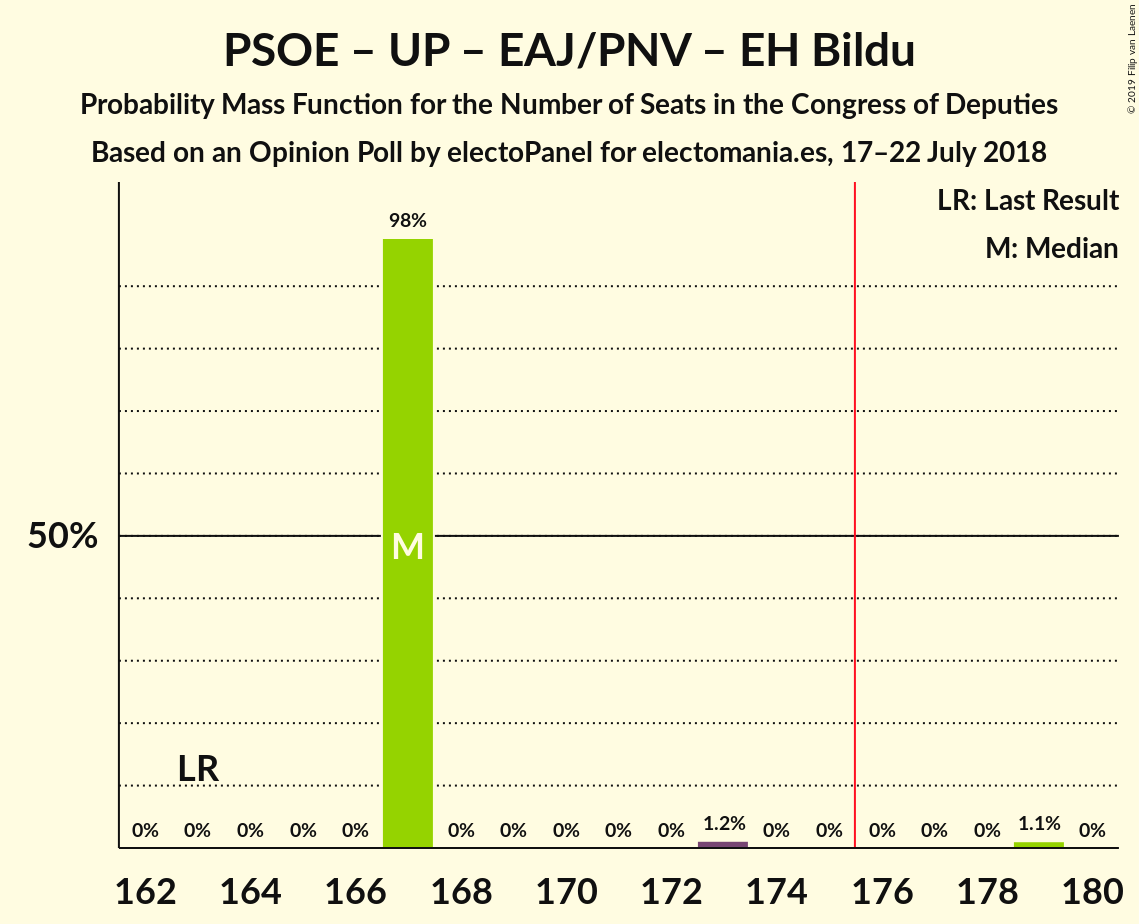 PSOE – UP – EAJ/PNV – EH Bildu
Probability Mass Function for the Number of Seats in the Congress of Deputies
Based on an Opinion Poll by electoPanel for electomania.es, 17–22 July 2018
© 2019 Filip van Laenen
LR: Last Result
M: Median
98%
50%
M
LR
0% 0% 0% 0% 0% 0% 0% 0% 0% 0% 1.2% 0% 0% 0% 0% 0% 1.1% 0%
162 164 166 168 170 172 174 176 178 180